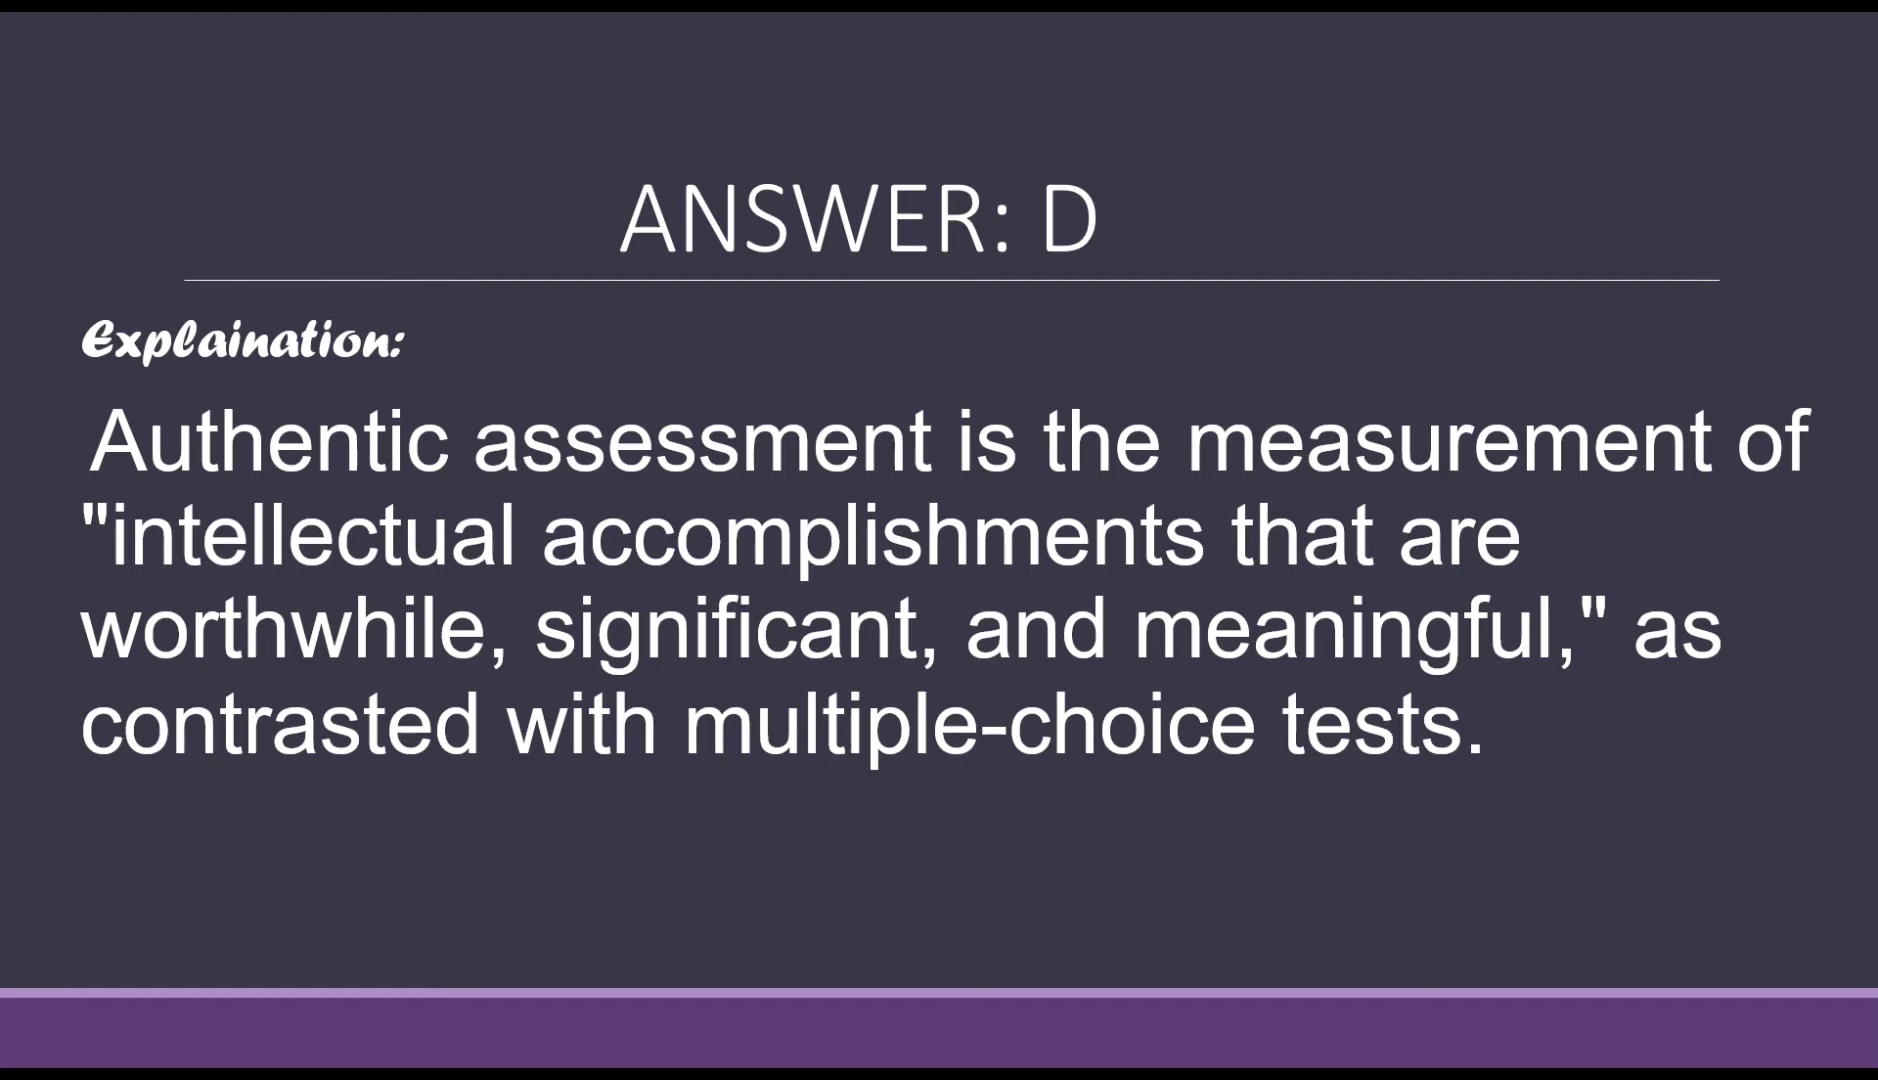 ANSWER: D
Explaination:
Authentic assessment is the measurement of
"intellectual accomplishments that are
worthwhile, significant, and meaningful," as
contrasted with multiple-choice tests.